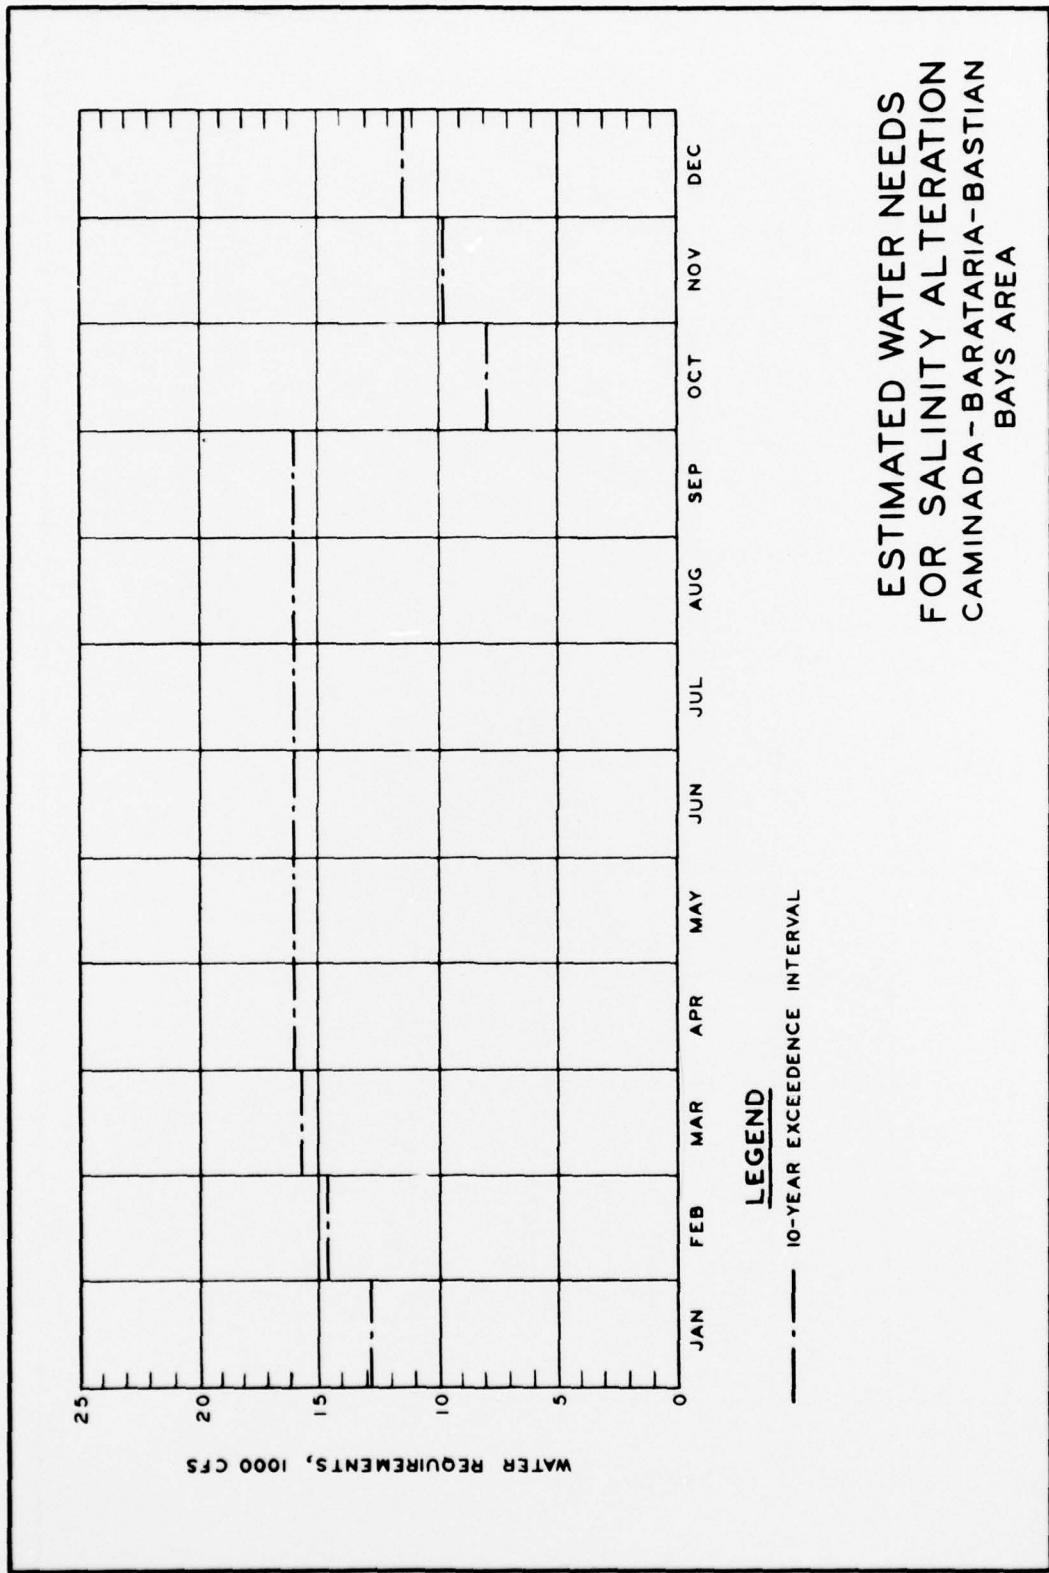 25
20
15
10
5
0
WATER REQUIREMENTS, 1000 CFS
JAN FEB MAR APR MAY JUN JUL AUG SEP OCT NOV DEC
LEGEND
10-YEAR EXCEEDENCE INTERVAL
ESTIMATED WATER NEEDS
FOR SALINITY ALTERATION
CAMINADA-BARATARIA-BASTIAN
BAYS AREA